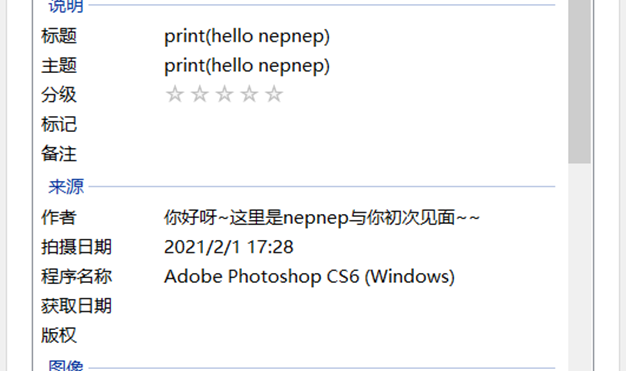 说明
标题 print(hello nepnep)
主题 print(hello nepnep)
分级 ☆☆☆☆☆
标记
备注
来源
作者 你好呀~这里是nepnep与你初次见面~~
拍摄日期 2021/2/1 17:28
程序名称 Adobe Photoshop CS6 (Windows)
获取日期
版权
图像